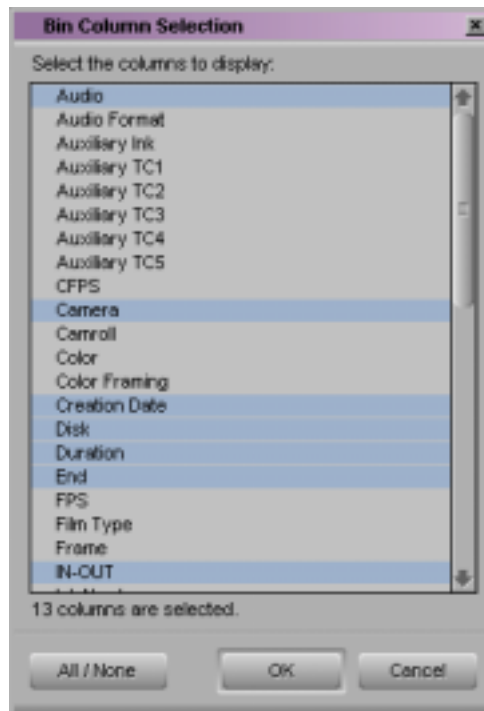 Bin Column Selection
Select the columns to display:
Audio
Audio Format
Auxiliary Ink
Auxiliary TC1
Auxiliary TC2
Auxiliary TC3
Auxiliary TC4
Auxiliary TC5
CFPS
Camera
Camroll
Color
Color Framing
Creation Date
Disk
Duration
End
FPS
Film Type
Frame
IN-OUT
13 columns are selected.
All / None
OK
Cancel